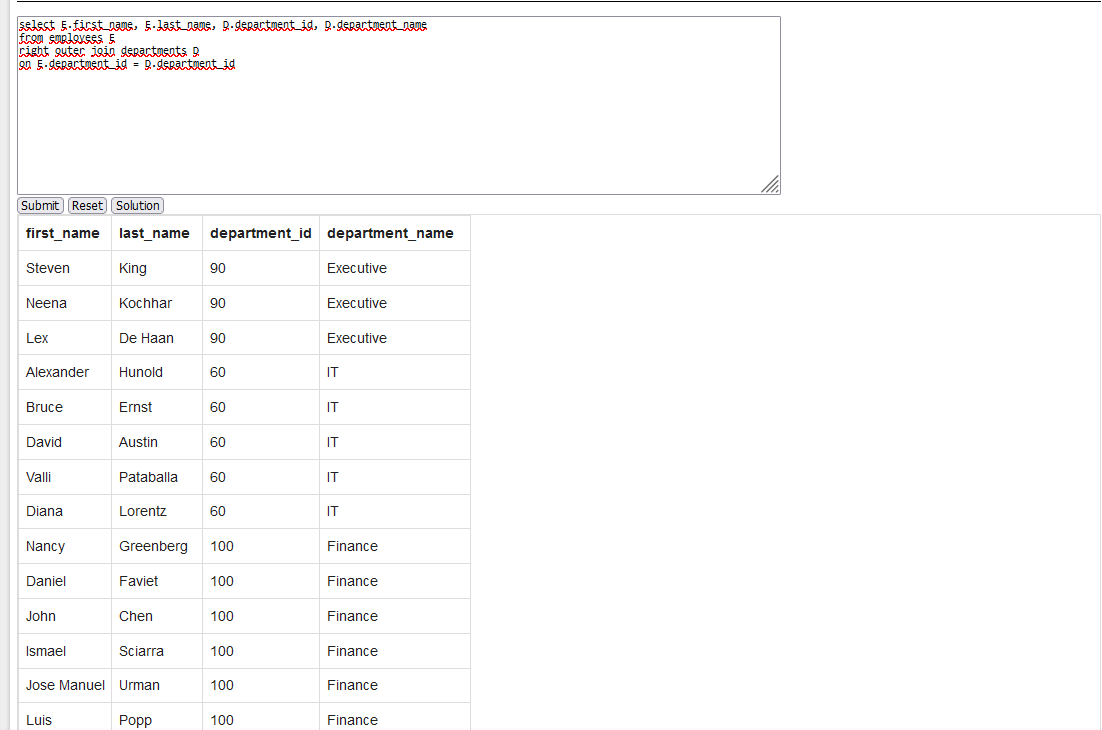 select E.first_name, E.last_name, D.department_id, D.department_name
from employees E
right outer join departments D
on E.department_id = D.department_id
Submit Reset Solution
first_name last_name department_id department_name
Steven King 90 Executive
Neena Kochhar 90 Executive
Lex De Haan 90 Executive
Alexander Hunold 60 IT
Bruce Ernst 60 IT
David Austin 60 IT
Valli Pataballa 60 IT
Diana Lorentz 60 IT
Nancy Greenberg 100 Finance
Daniel Faviet 100 Finance
John Chen 100 Finance
Ismael Sciarra 100 Finance
Jose Manuel Urman 100 Finance
Luis Popp 100 Finance